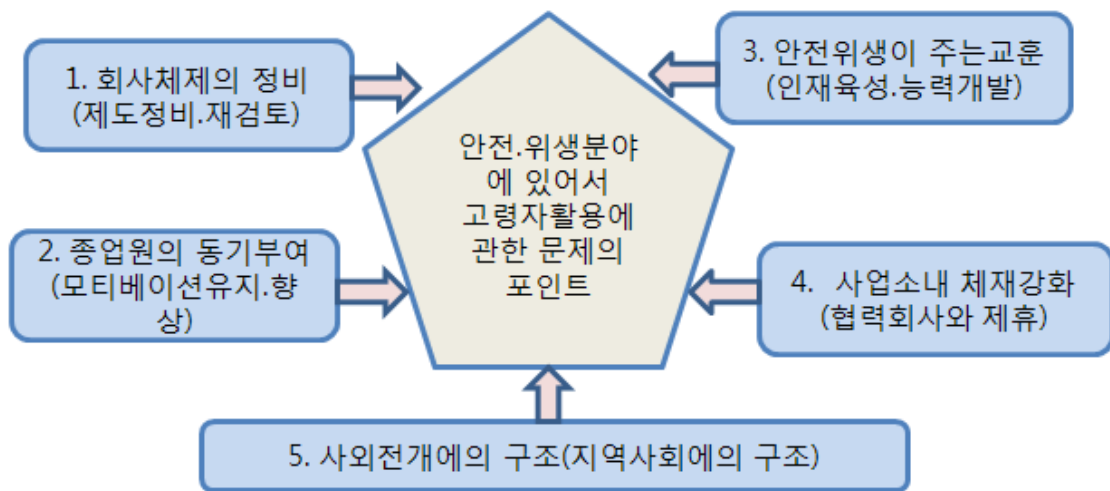 1. 회사체제의 정비
(제도정비.재검토)
2. 종업원의 동기부여
(모티베이션유지.향
상)
3. 안전위생이 주는교훈
(인재육성.능력개발)
4. 사업소내 체재강화
(협력회사와 제휴)
안전.위생분야
에 있어서
고령자활용에
관한 문제의
포인트
5. 사외전개에의 구조(지역사회에의 구조)